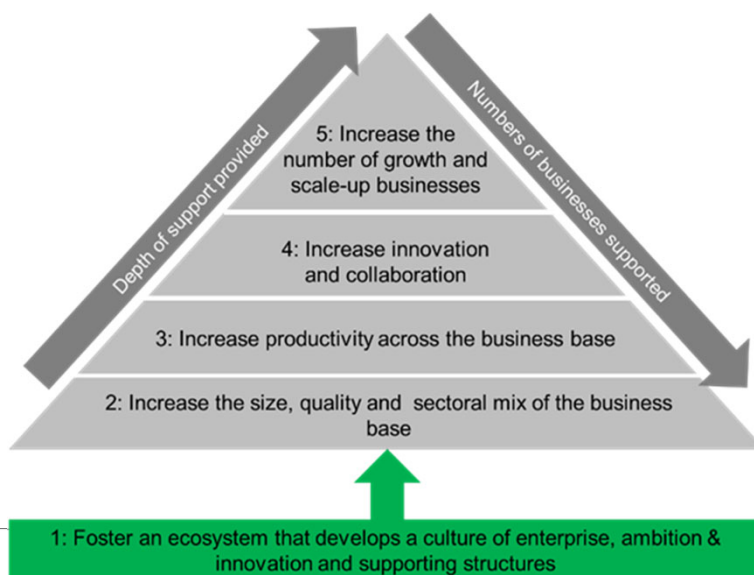 Depth of support provided
Numbers of businesses supported
5: Increase the
number of growth and
scale-up businesses
4: Increase innovation
and collaboration
3: Increase productivity across the business base
2: Increase the size, quality and  sectoral mix of the business
base
1: Foster an ecosystem that develops a culture of enterprise, ambition &
innovation and supporting structures